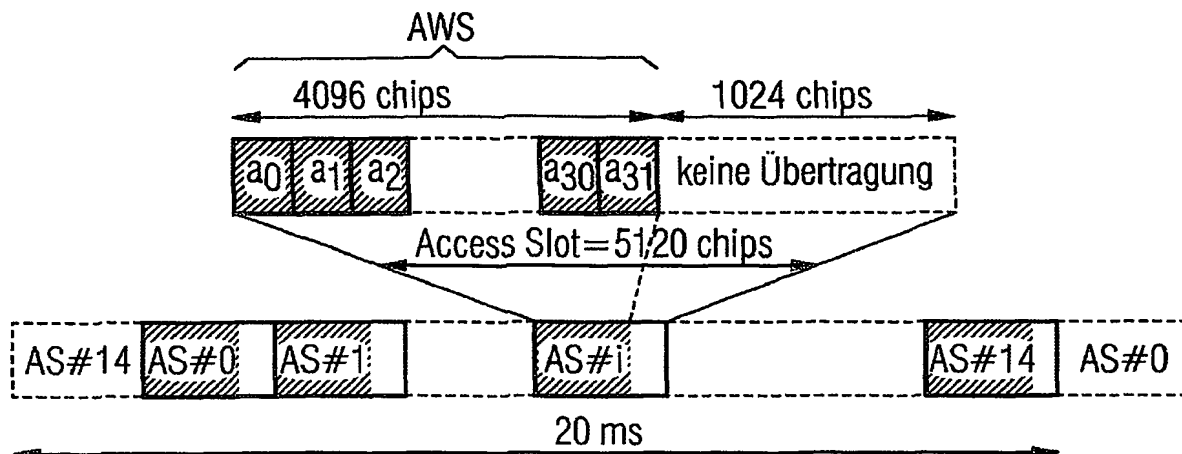 AWS
4096 chips 1024 chips
a0 a1 a2 a30 a31 keine Übertragung
Access Slot=5120 chips
AS#14 AS#0 AS#1 AS#i AS#14 AS#0
20 ms